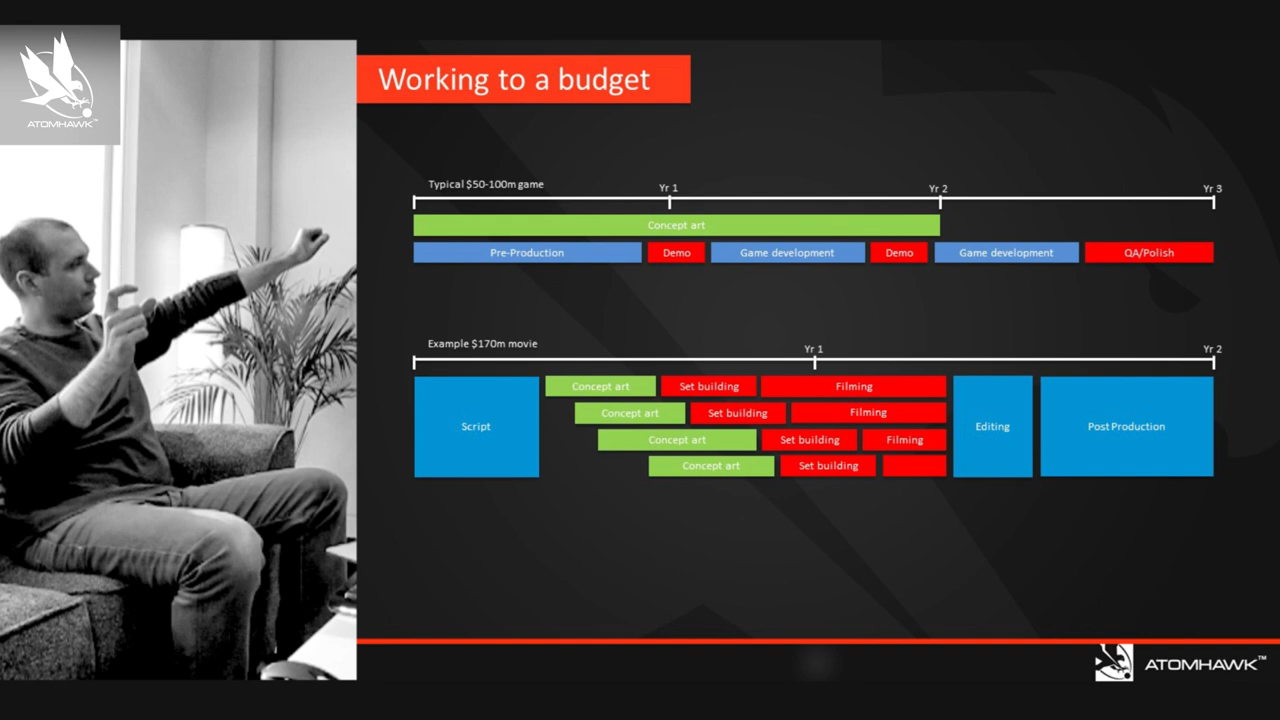 ATOMHAWK™
Working to a budget
Typical $50-100m game
Yr 1
Yr 2
Yr 3
Concept art
Pre-Production
Demo
Game development
Demo
Game development
QA/Polish
Example $170m movie
Yr 1
Yr 2
Script
Concept art
Set building
Filming
Concept art
Set building
Filming
Concept art
Set building
Filming
Concept art
Set building
Editing
Post Production
ATOMHAWK™